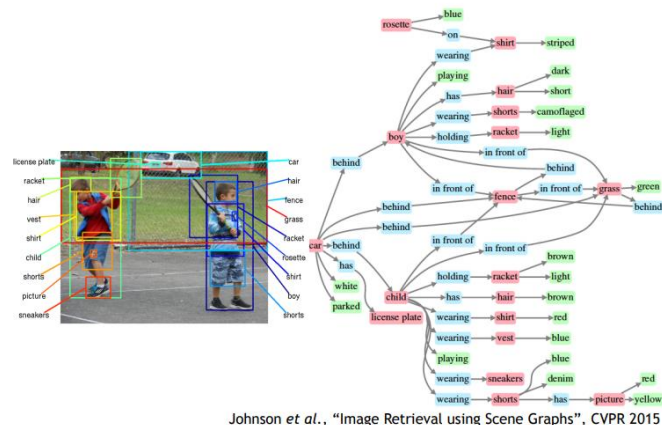 rosette
blue
on
shirt
striped
wearing
playing
has
hair
dark
short
wearing
shorts
camoflaged
boy
holding
racket
light
behind
in front of
behind
in front of
fence
in front of
grass
green
behind
behind
behind
car
behind
in front of
in front of
has
white
parked
child
license plate
holding
racket
brown
light
has
hair
brown
wearing
shirt
red
wearing
vest
blue
playing
wearing
sneakers
blue
denim
wearing
shorts
has
picture
red
yellow
license plate
racket
hair
vest
shirt
child
shorts
picture
sneakers
car
hair
fence
grass
racket
rosette
shirt
boy
shorts
Johnson et al., “Image Retrieval using Scene Graphs”, CVPR 2015